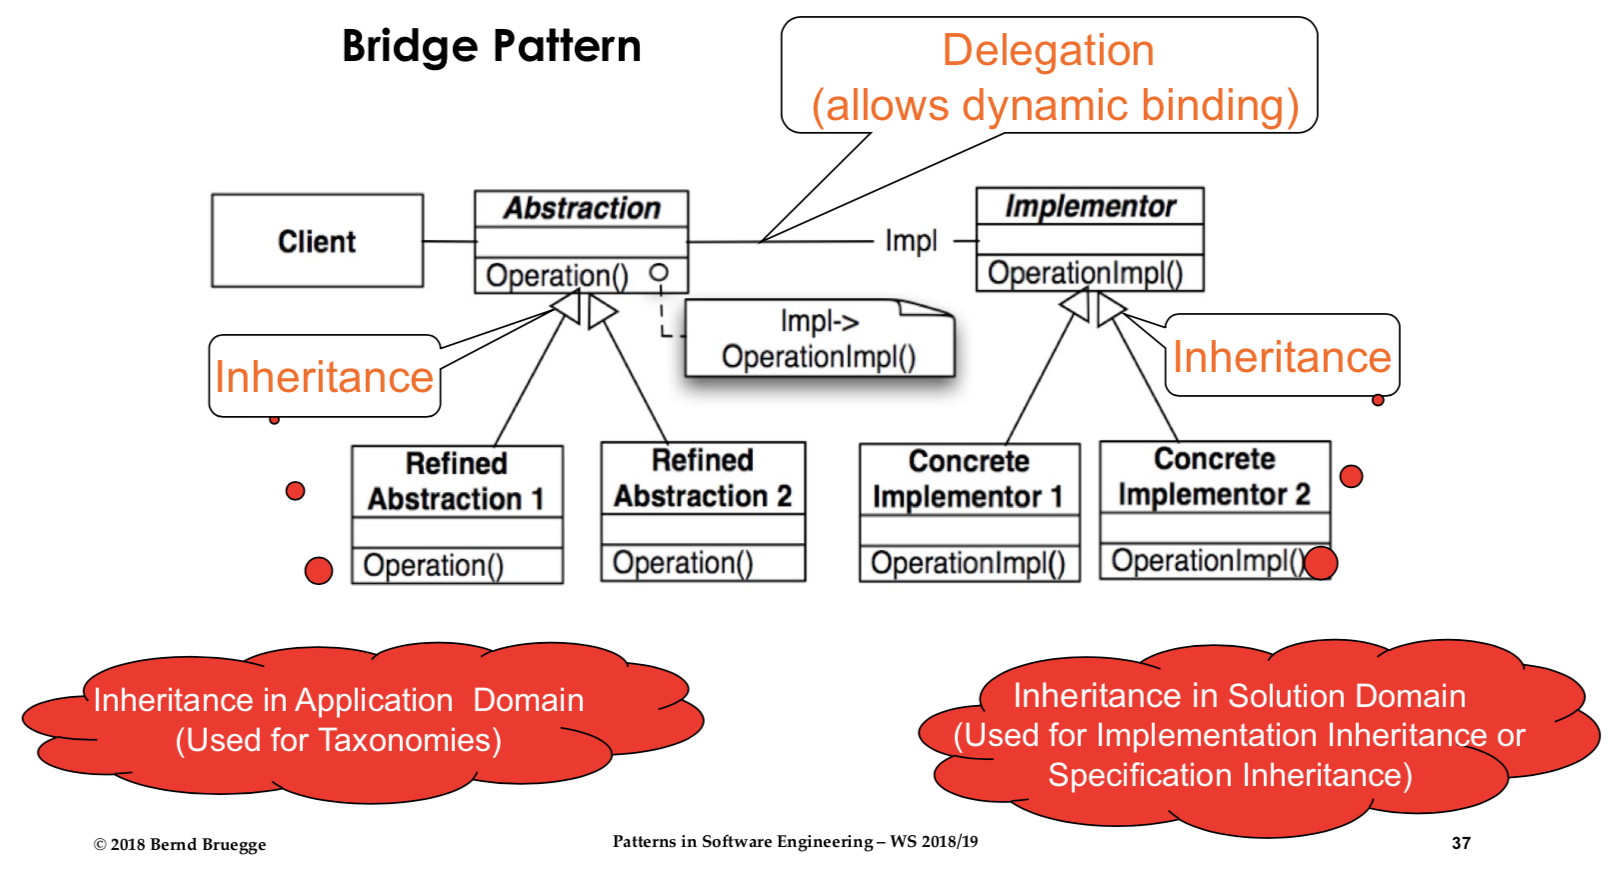 Bridge Pattern
Delegation
(allows dynamic binding)
Client
Abstraction
Operation()
Impl
Implementor
OperationImpl()
Impl->
OperationImpl()
Inheritance
Inheritance
Refined
Abstraction 1
Operation()
Refined
Abstraction 2
Operation()
Concrete
Implementor 1
OperationImpl()
Concrete
Implementor 2
OperationImpl()
Inheritance in Application Domain
(Used for Taxonomies)
Inheritance in Solution Domain
(Used for Implementation Inheritance or
Specification Inheritance)
© 2018 Bernd Bruegge
Patterns in Software Engineering – WS 2018/19
37